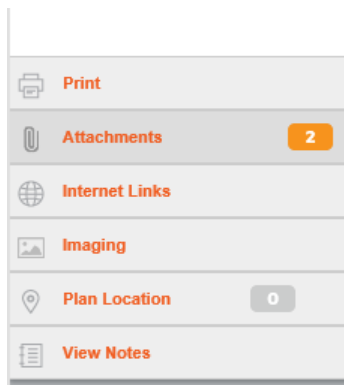 Print
Attachments 2
Internet Links
Imaging
Plan Location 0
View Notes